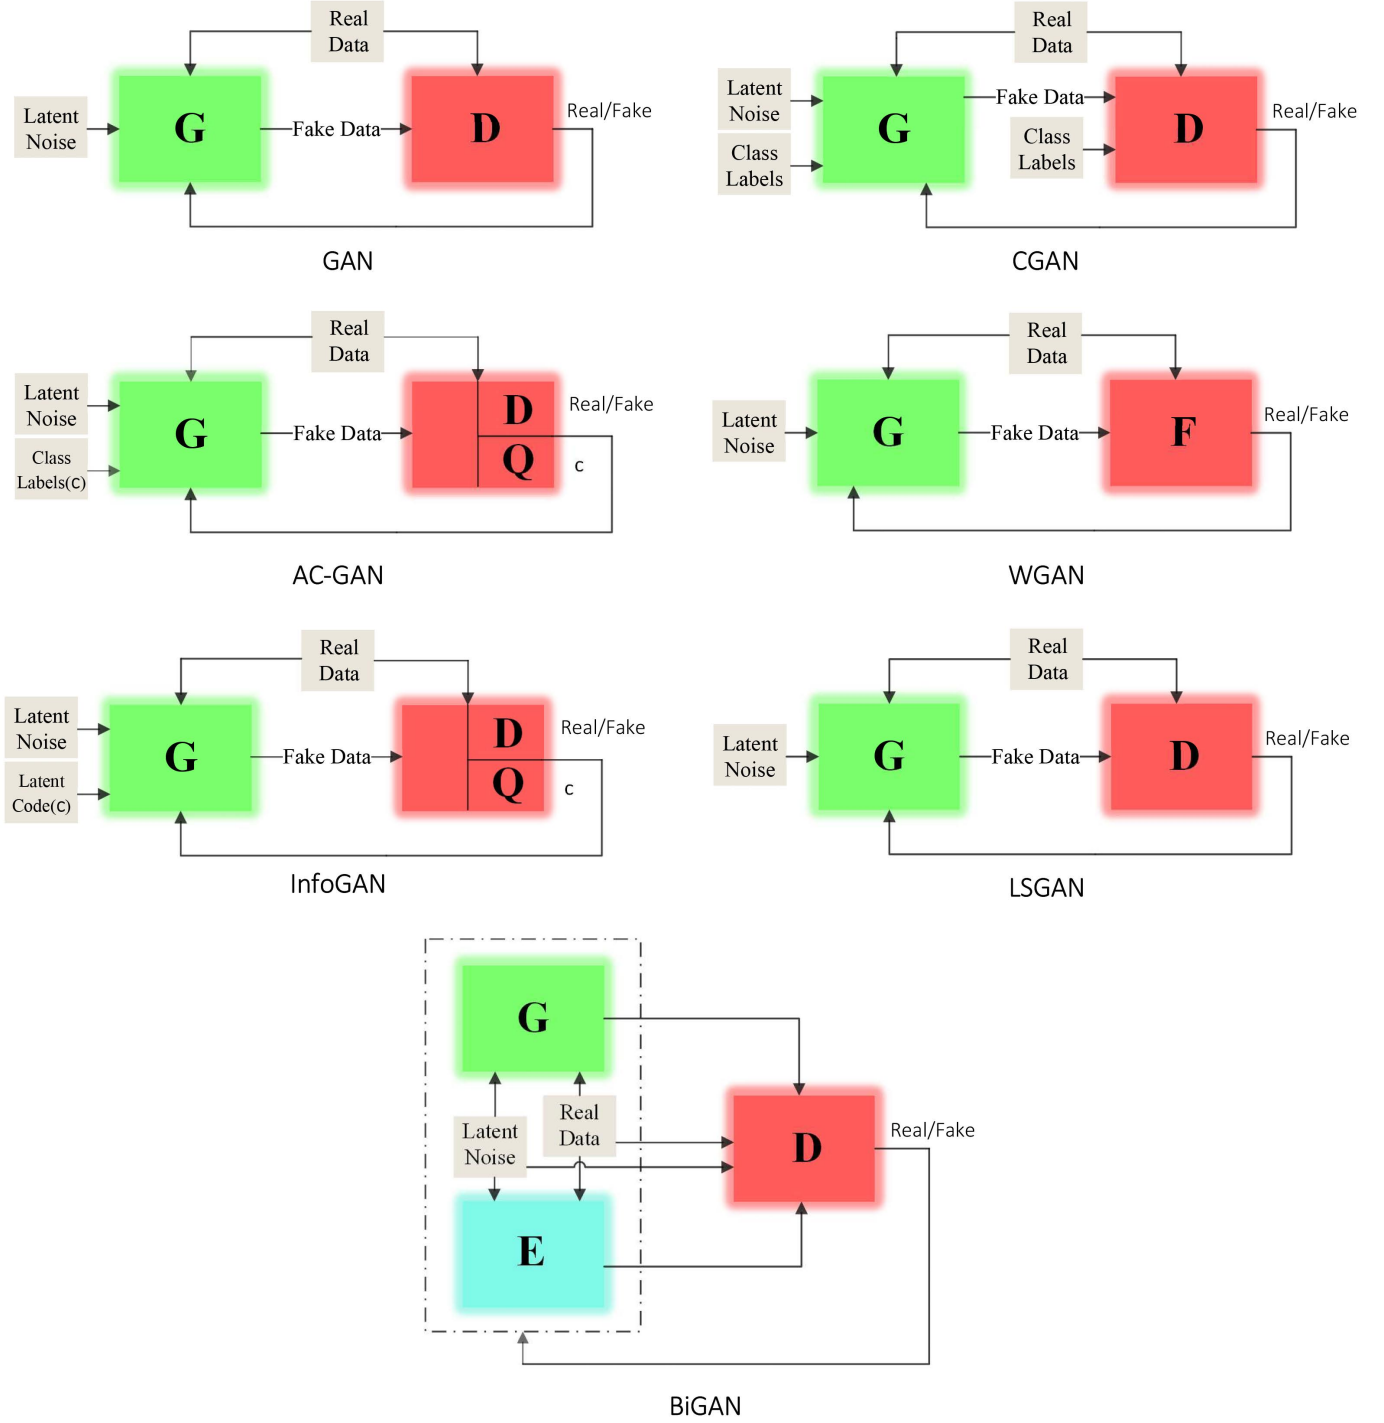 Real
Data
Latent
Noise
G
Fake Data
D
Real/Fake
GAN
Real
Data
Latent
Noise
Class
Labels
G
Fake Data
Class
Labels
D
Real/Fake
CGAN
Real
Data
Latent
Noise
Class
Labels(c)
G
Fake Data
D
Q
Real/Fake
c
AC-GAN
Real
Data
Latent
Noise
G
Fake Data
F
Real/Fake
WGAN
Real
Data
Latent
Noise
Latent
Code(c)
G
Fake Data
D
Q
Real/Fake
c
InfoGAN
Real
Data
Latent
Noise
G
Fake Data
D
Real/Fake
LSGAN
G
Latent
Noise
Real
Data
E
D
Real/Fake
BiGAN